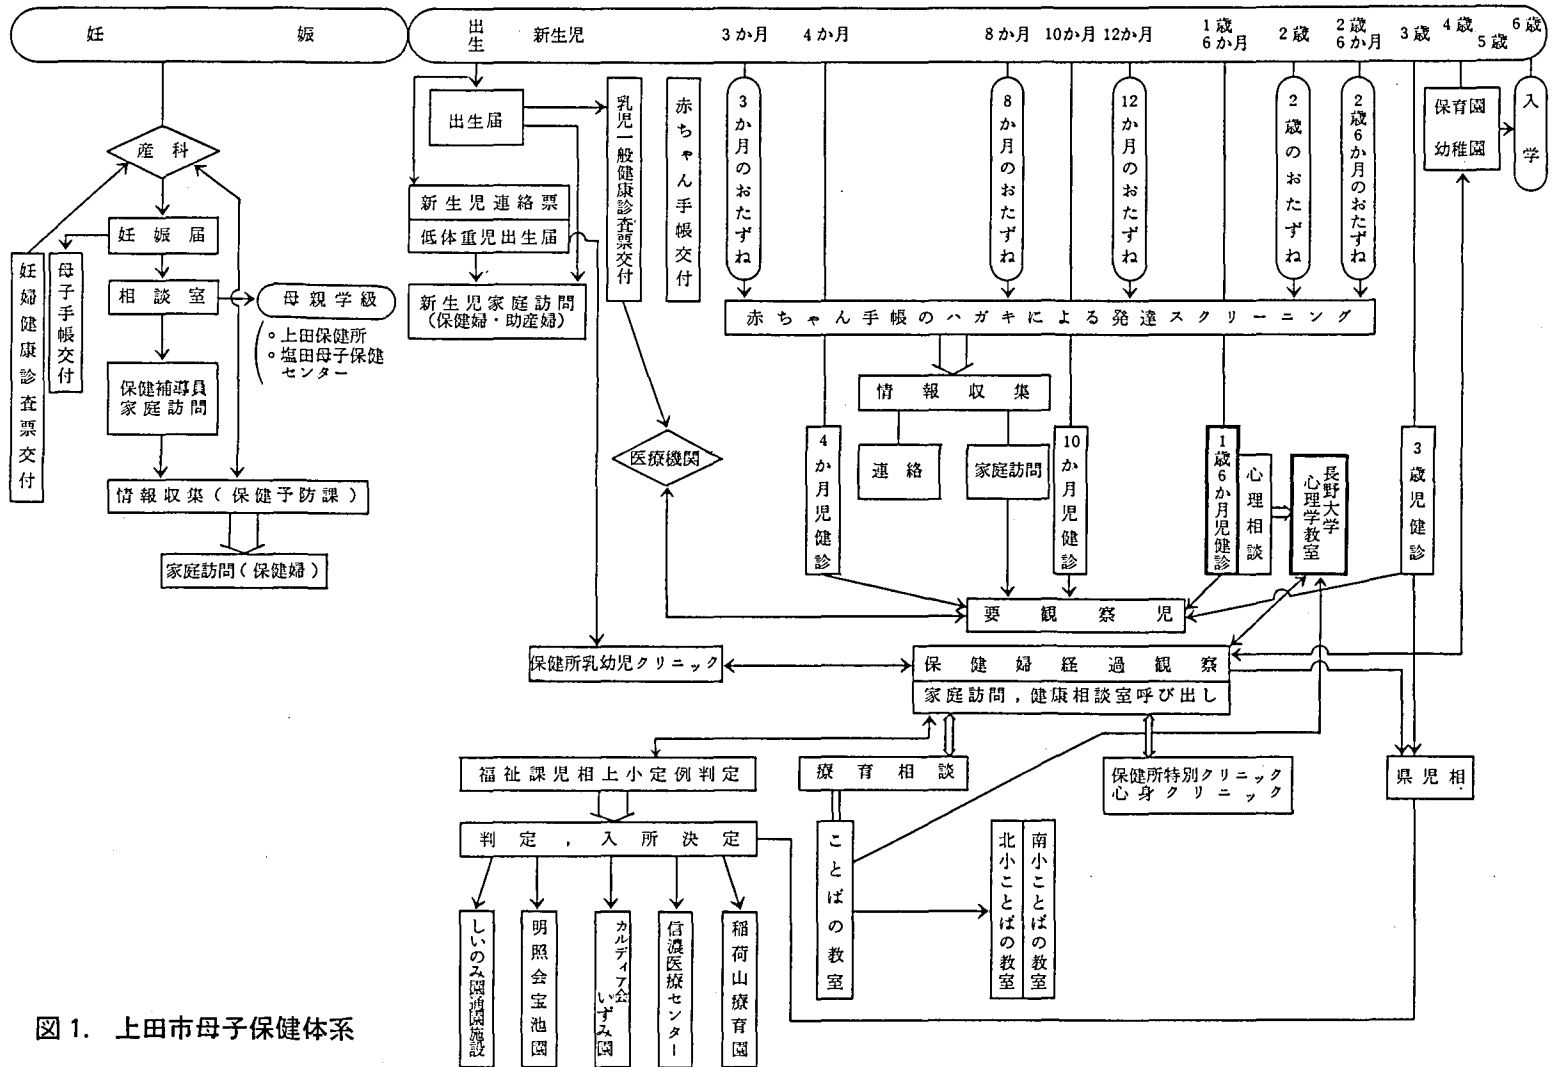 妊娠
出生
新生児
3か月
4か月
8か月
10か月
12か月
1歳
6か月
2歳
2歳
6か月
3歳
4歳
5歳
6歳
産科
妊娠届
相談室
保健補導員
家庭訪問
母子手帳交付
妊婦健康診査票交付
母親学級
上田保健所
塩田母子保健
センター
情報収集(保健予防課)
家庭訪問(保健婦)
出生届
新生児連絡票
低体重児出生届
新生児家庭訪問
(保健婦・助産婦)
乳児一般健康診査票交付
赤ちゃん手帳交付
3か月のおたずね
8か月のおたずね
12か月のおたずね
2歳のおたずね
2歳6か月のおたずね
保育園
幼稚園
入学
赤ちゃん手帳のハガキによる発達スクリーニング
情報収集
連絡
家庭訪問
医療機関
4か月児健診
10か月児健診
1歳6か月児健診
心理相談
長野大学
心理学教室
3歳児健診
要観察児
保健所乳幼児クリニック
保健婦経過観察
家庭訪問,健康相談室呼び出し
福祉課児相上小定例判定
療育相談
保健所特別クリニック
心身クリニック
県児相
判定,入所決定
ことばの教室
北小ことばの教室
南小ことばの教室
しいのみ園通園施設
明照会宝池園
カルディア会
いずみ園
信濃医療センター
稲荷山療育園
図1. 上田市母子保健体系